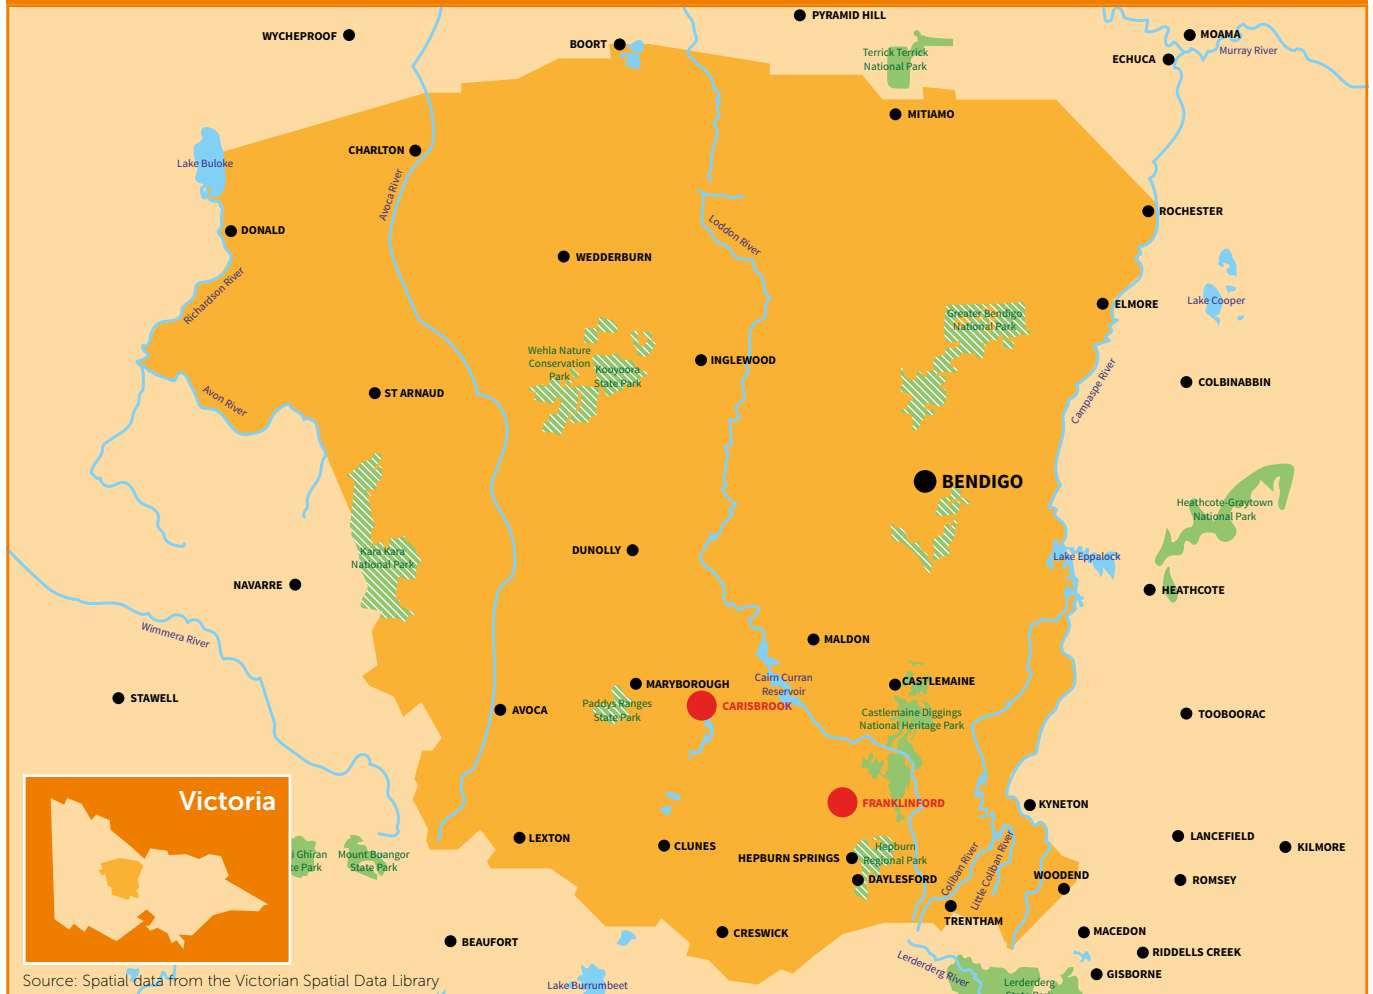 PYRAMID HILL
WYCHEPROOF
BOORT
MOAMA
Murray River
Terrick Terrick
National Park
ECHUCA
MITIAMO
CHARLTON
Lake Buloke
Avoca River
ROCHESTER
DONALD
Loddon River
WEDDERBURN
Richardson River
ELMORE
Lake Cooper
Greater Bendigo
National Park
Wehla Nature
Conservation
Park
Kooyoora
State Park
INGLEWOOD
Campaspe River
COLBINABBIN
ST ARNAUD
Avon River
BENDIGO
Heathcote-Graytown
National Park
DUNOLLY
Kara Kara
National Park
Lake Eppalock
NAVARRE
HEATHCOTE
Wimmera River
MALDON
Cairn Curran
Reservoir
CASTLEMAINE
MARYBOROUGH
STAWELL
Paddys Ranges
State Park
CARISBROOK
AVOCA
Castlemaine Diggings
National Heritage Park
TOOBOORAC
Victoria
FRANKLINFORD
KYNETON
LEXTON
CLUNES
LANCEFIELD
KILMORE
i Ghiran
te Park
Mount Buangor
State Park
HEPBURN SPRINGS
Hepburn
Regional Park
Coliban River
Little Coliban River
DAYLESFORD
WOODEND
ROMSEY
TRENTHAM
CRESWICK
MACEDON
BEAUFORT
RIDDELLS CREEK
Lerderderg River
GISBORNE
Source: Spatial data from the Victorian Spatial Data Library
Lake Burrumbeet
Lerderderg
State Park